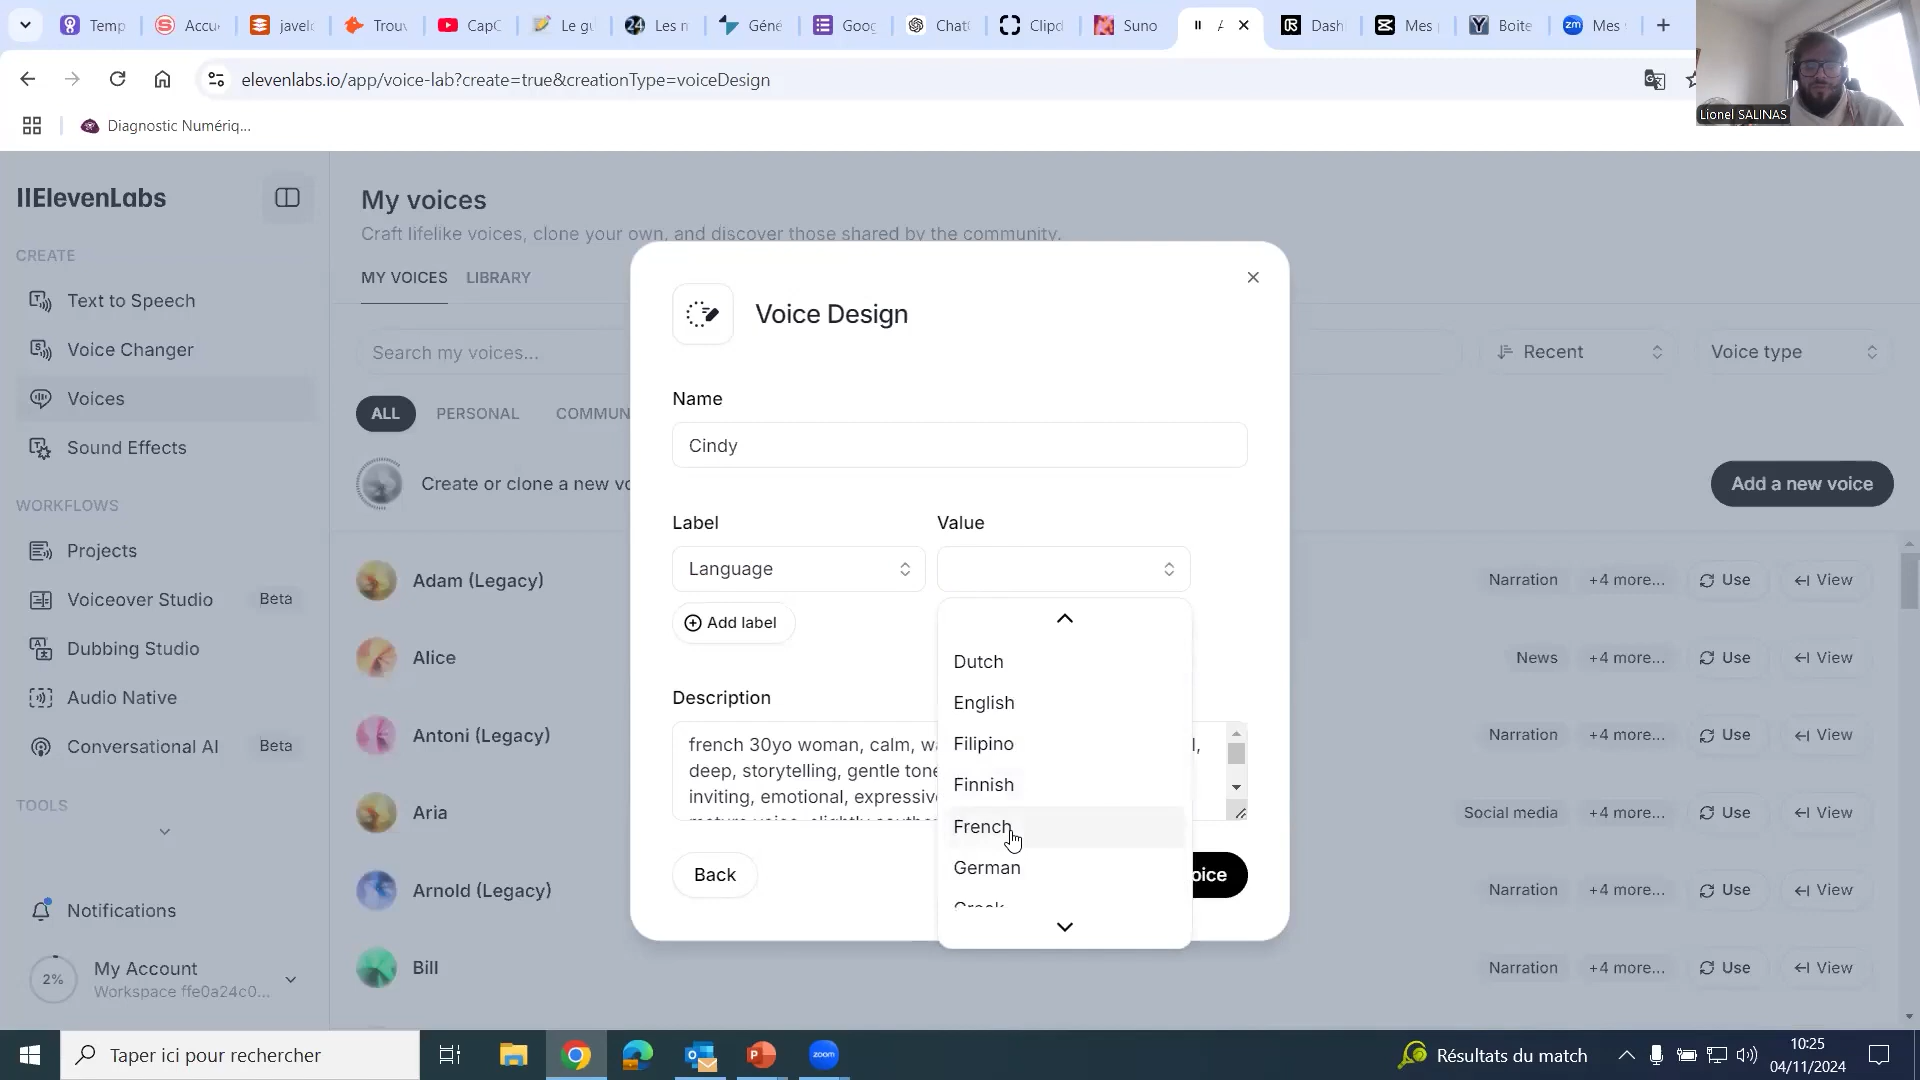 Temp
Accu
javel
Trouv
CapC
Le gu
24 Les m
Géné
Goog
Chat
Clipd
Suno
Dash
Mes
Boite
zm Mes
elevenlabs.io/app/voice-lab?create=true&creationType=voiceDesign
Lionel SALINAS
Diagnostic Numériq...
IIElevenLabs
CREATE
Text to Speech
Voice Changer
Voices
Sound Effects
WORKFLOWS
Projects
Voiceover Studio Beta
Dubbing Studio
Audio Native
Conversational AI Beta
TOOLS
Notifications
2% My Account
Workspace ffe0a24c0...
My voices
Craft lifelike voices, clone your own, and discover those shared by the community.
MY VOICES LIBRARY
Search my voices...
Recent
Voice type
ALL PERSONAL COMMUN
Create or clone a new vo
Add a new voice
Adam (Legacy) Narration +4 more... Use View
Alice News +4 more... Use View
Antoni (Legacy) Narration +4 more... Use View
Aria Social media +4 more... Use View
Arnold (Legacy) Narration +4 more... Use View
Bill Narration +4 more... Use View
Voice Design
Name
Cindy
Label Value
Language
Add label
Dutch
English
Filipino
Finnish
French
German
Greek
Description
french 30yo woman, calm, wa l,
deep, storytelling, gentle tone
inviting, emotional, expressive
Back
oice
Taper ici pour rechercher
zoom
Résultats du match
10:25
04/11/2024